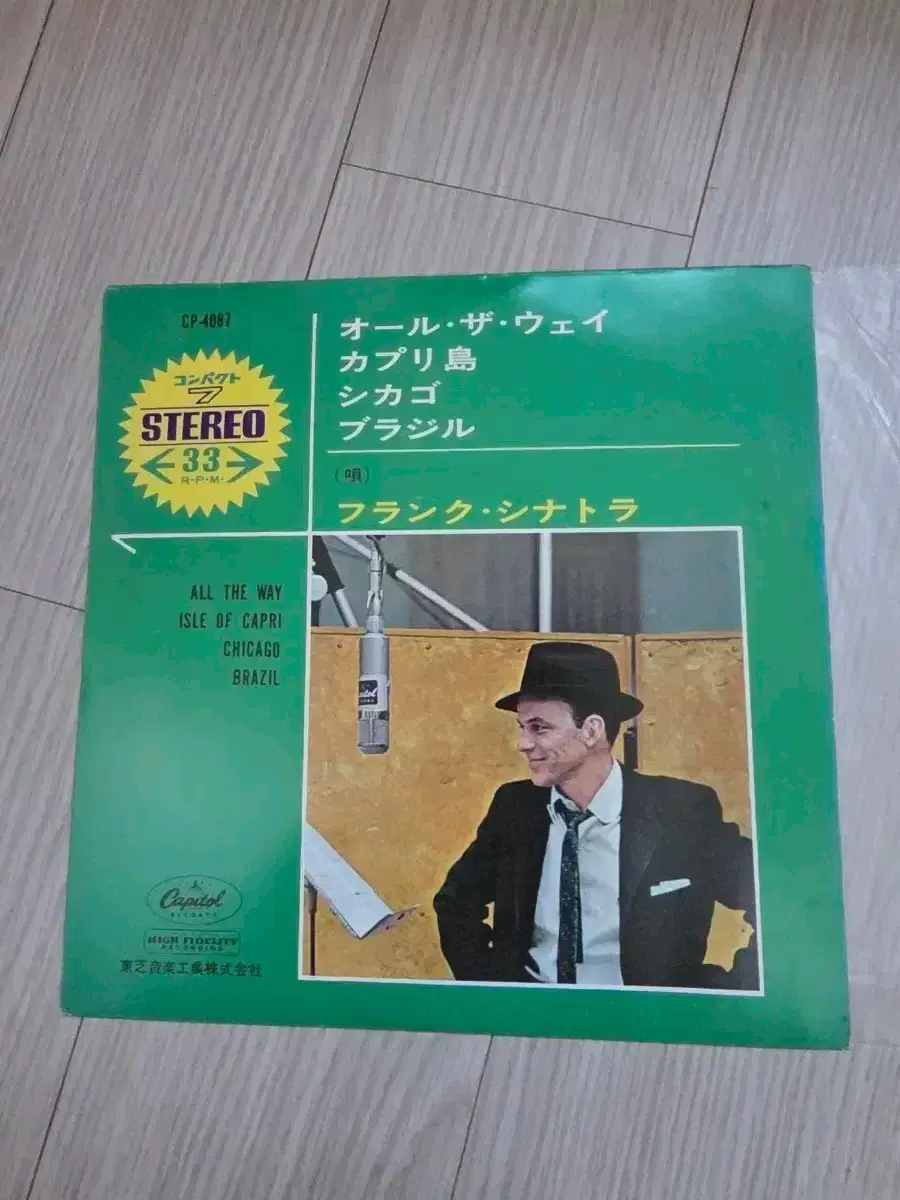 CP-4087
コンパクト
7
STEREO
33
R·P·M·
オール・ザ・ウェイ
カプリ島
シカゴ
ブラジル
(唄)
フランク・シナトラ
ALL THE WAY
ISLE OF CAPRI
CHICAGO
BRAZIL
Capitol
RECORDS
HIGH FIDELITY
RECORDING
東芝音楽工業株式会社